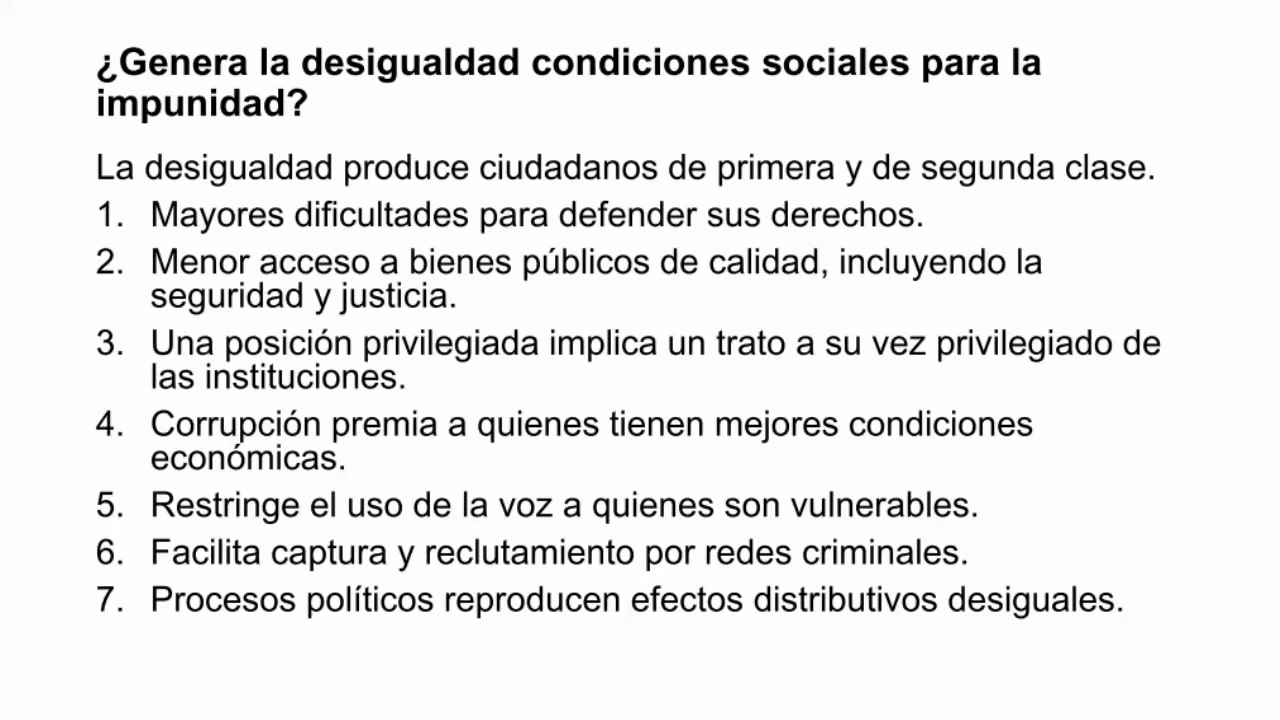 ¿Genera la desigualdad condiciones sociales para la
impunidad?
La desigualdad produce ciudadanos de primera y de segunda clase.
1. Mayores dificultades para defender sus derechos.
2. Menor acceso a bienes públicos de calidad, incluyendo la
seguridad y justicia.
3. Una posición privilegiada implica un trato a su vez privilegiado de
las instituciones.
4. Corrupción premia a quienes tienen mejores condiciones
económicas.
5. Restringe el uso de la voz a quienes son vulnerables.
6. Facilita captura y reclutamiento por redes criminales.
7. Procesos políticos reproducen efectos distributivos desiguales.